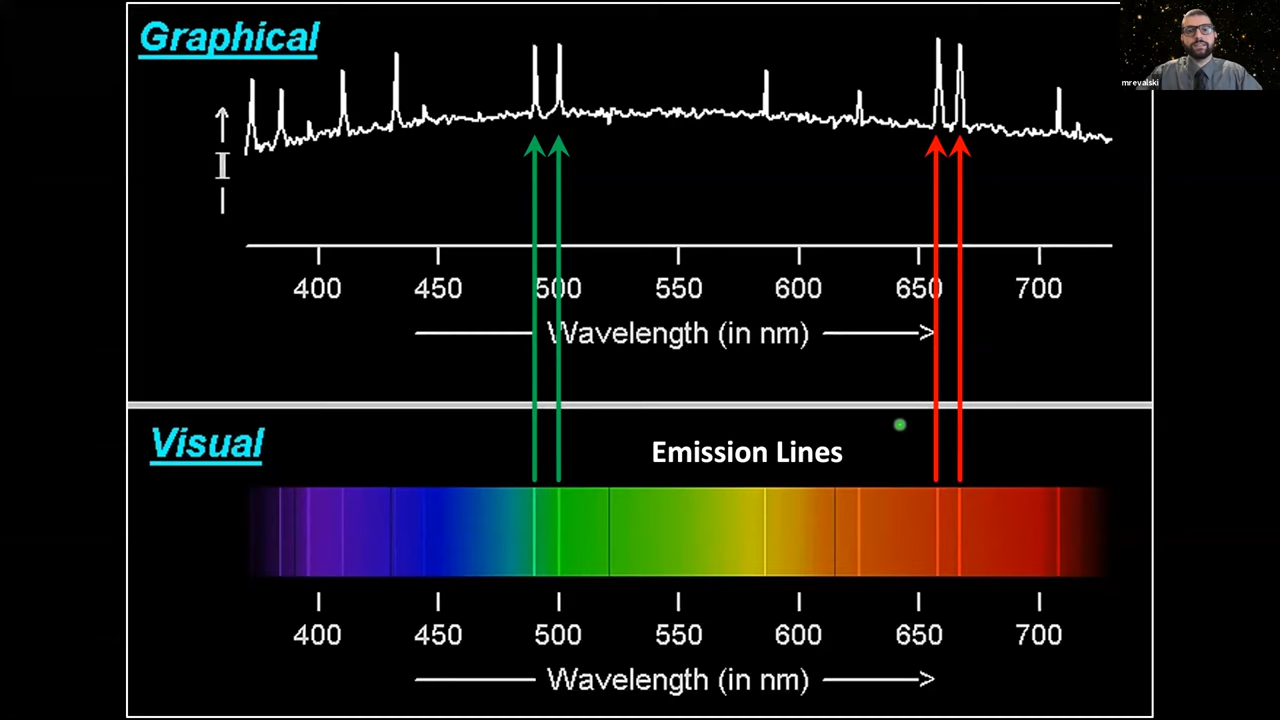 Graphical
mrevalski
I
400 450 500 550 600 650 700
Wavelength (in nm)
Visual
Emission Lines
400 450 500 550 600 650 700
Wavelength (in nm)